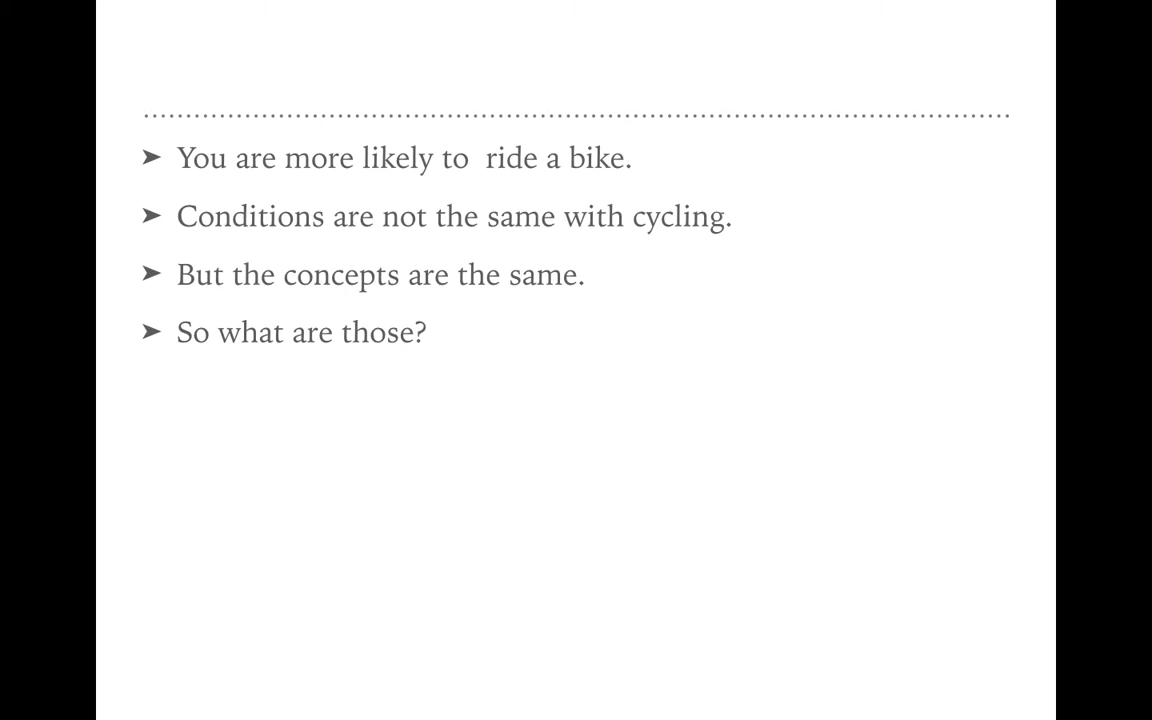 ➤ You are more likely to  ride a bike.
➤ Conditions are not the same with cycling.
➤ But the concepts are the same.
➤ So what are those?